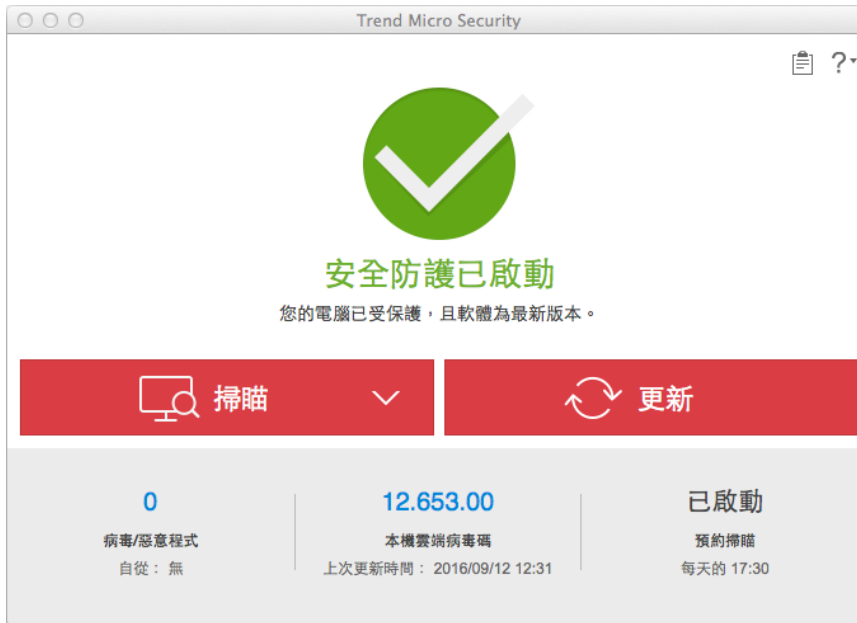 Trend Micro Security
?
安全防護已啟動
您的電腦已受保護，且軟體為最新版本。
掃瞄
更新
0
12.653.00
已啟動
病毒/惡意程式
本機雲端病毒碼
預約掃瞄
自從： 無
上次更新時間： 2016/09/12 12:31
每天的 17:30